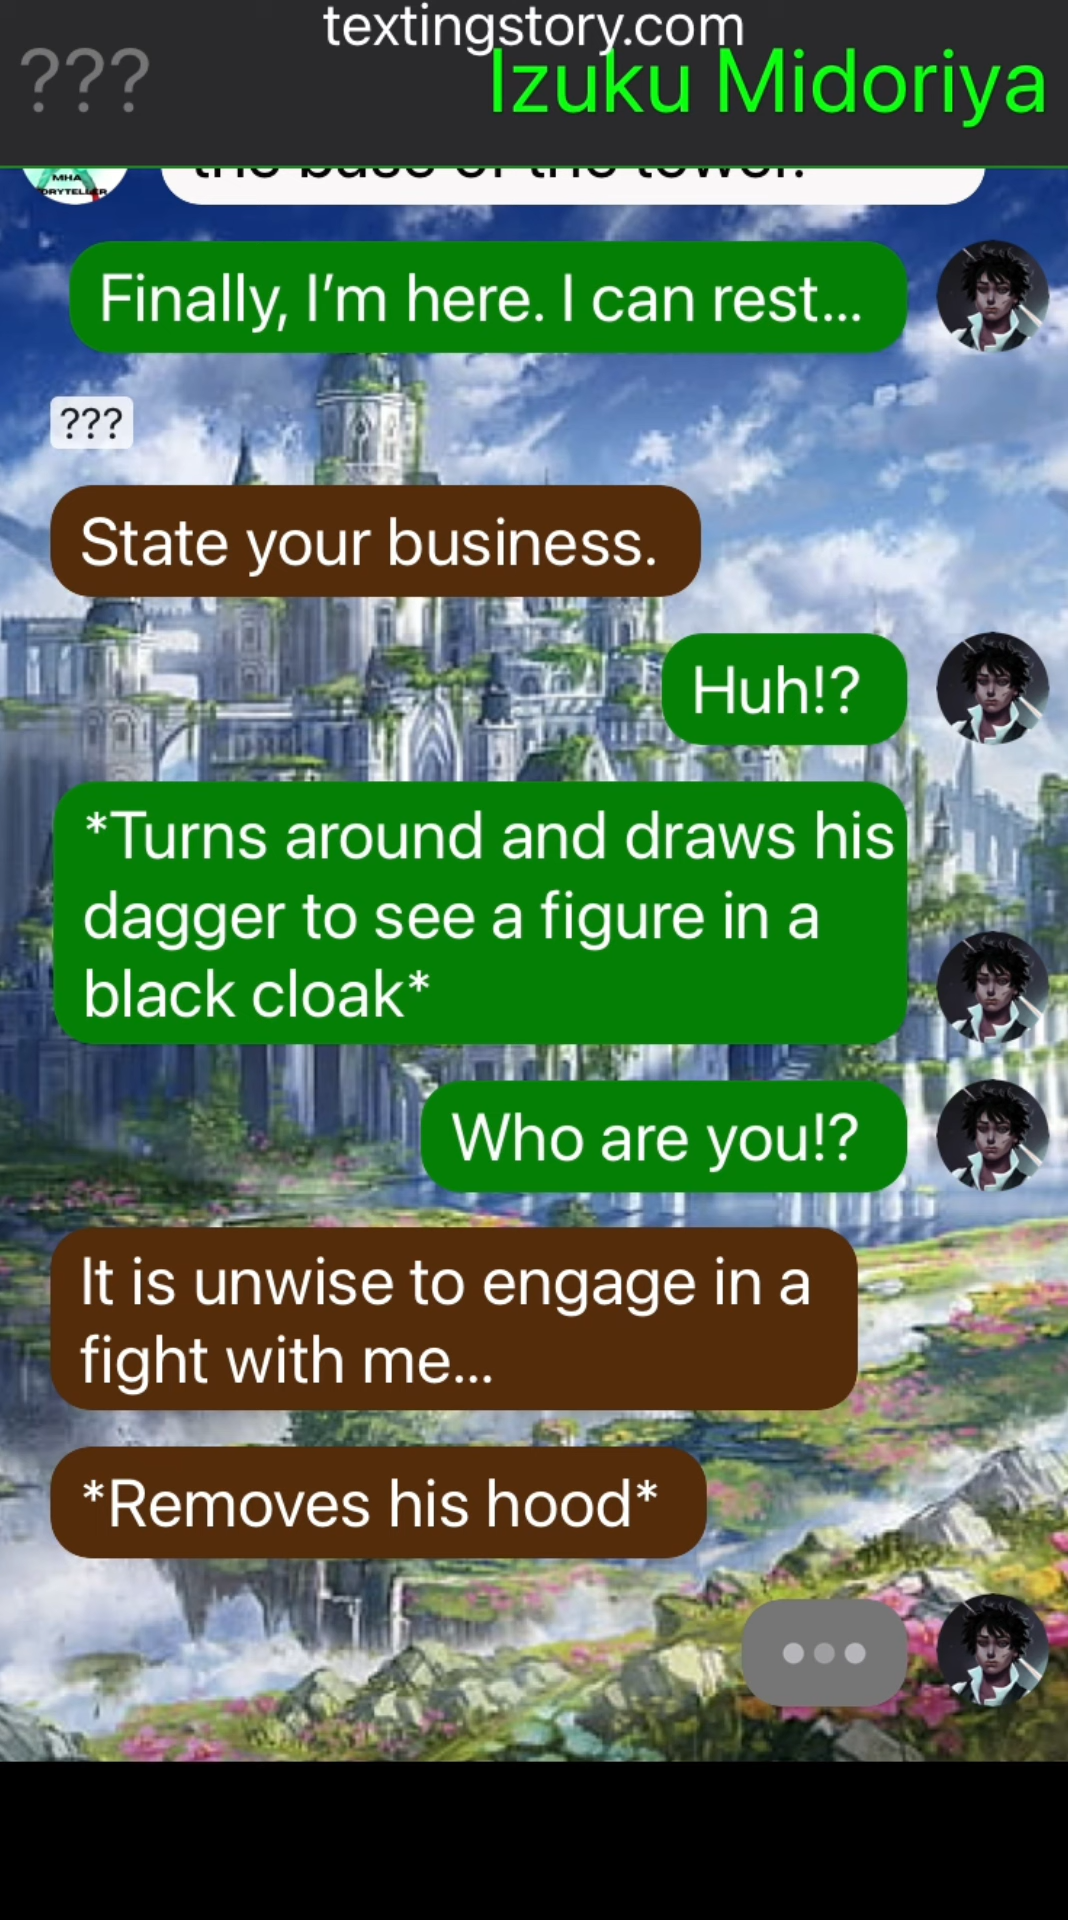 textingstory.com
??? Izuku Midoriya
the base of the tower.
MHA
Finally, I’m here. I can rest...
???
State your business.
Huh!?
*Turns around and draws his
dagger to see a figure in a
black cloak*
Who are you!?
It is unwise to engage in a
fight with me...
*Removes his hood*